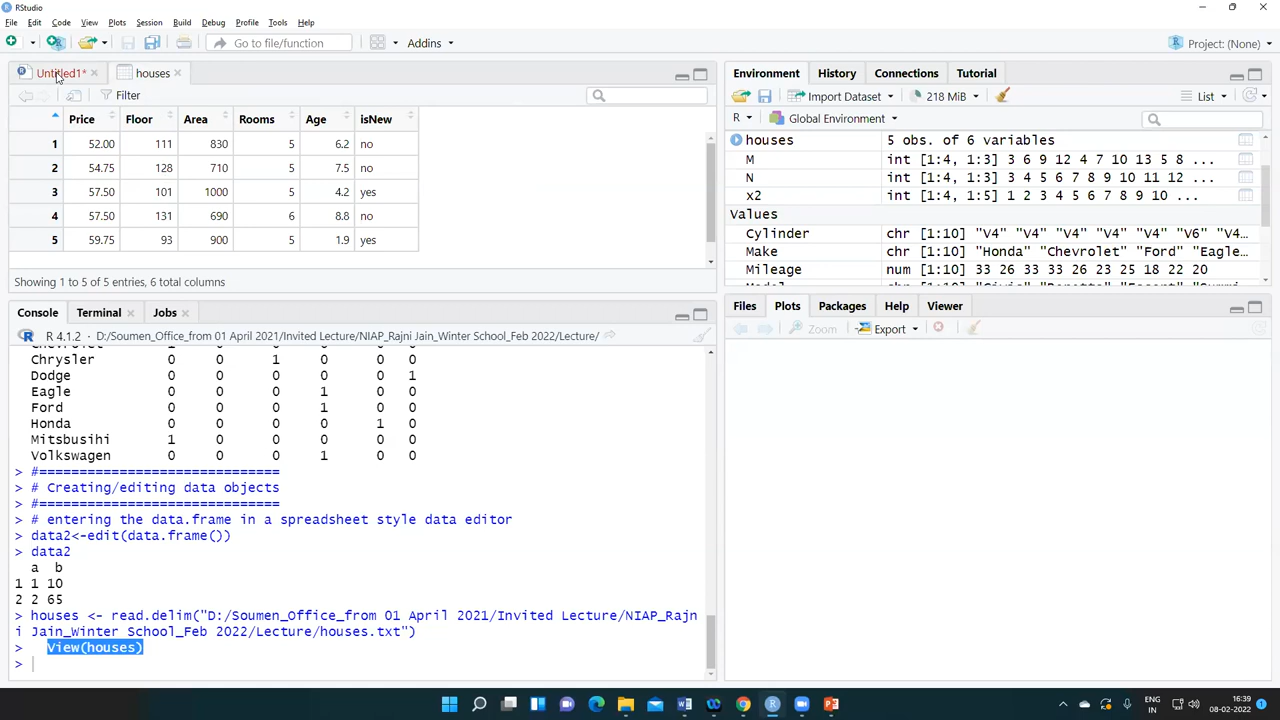 RStudio
File Edit Code View Plots Session Build Debug Profile Tools Help
Go to file/function Addins Project: (None)
Untitled1* houses
Filter
Price Floor Area Rooms Age isNew
1 52.00 111 830 5 6.2 no
2 54.75 128 710 5 7.5 no
3 57.50 101 1000 5 4.2 yes
4 57.50 131 690 6 8.8 no
5 59.75 93 900 5 1.9 yes
Showing 1 to 5 of 5 entries, 6 total columns
Console Terminal Jobs
R 4.1.2 · D:/Soumen_Office_from 01 April 2021/Invited Lecture/NIAP_Rajni Jain_Winter School_Feb 2022/Lecture/
Chrysler 0 0 1 0 0 0
Dodge 0 0 0 0 0 1
Eagle 0 0 0 1 0 0
Ford 0 0 0 1 0 0
Honda 0 0 0 0 1 0
Mitsbusihi 1 0 0 0 0 0
Volkswagen 0 0 0 1 0 0
> #==============================
> # Creating/editing data objects
> #==============================
> # entering the data.frame in a spreadsheet style data editor
> data2<-edit(data.frame())
> data2
a b
1 1 10
2 2 65
> houses <- read.delim("D:/Soumen_Office_from 01 April 2021/Invited Lecture/NIAP_Rajn
i Jain_Winter School_Feb 2022/Lecture/houses.txt")
> View(houses)
>
Environment History Connections Tutorial
Import Dataset 218 MiB List
R Global Environment
houses 5 obs. of 6 variables
M int [1:4, 1:3] 3 6 9 12 4 7 10 13 5 8 ...
N int [1:4, 1:3] 3 4 5 6 7 8 9 10 11 12 ...
x2 int [1:4, 1:5] 1 2 3 4 5 6 7 8 9 10 ...
Values
Cylinder chr [1:10] "V4" "V4" "V4" "V4" "V4" "V6" "V4…
Make chr [1:10] "Honda" "Chevrolet" "Ford" "Eagle…
Mileage num [1:10] 33 26 33 33 26 23 25 18 22 20
Files Plots Packages Help Viewer
Zoom Export
ENG
IN
16:39
08-02-2022